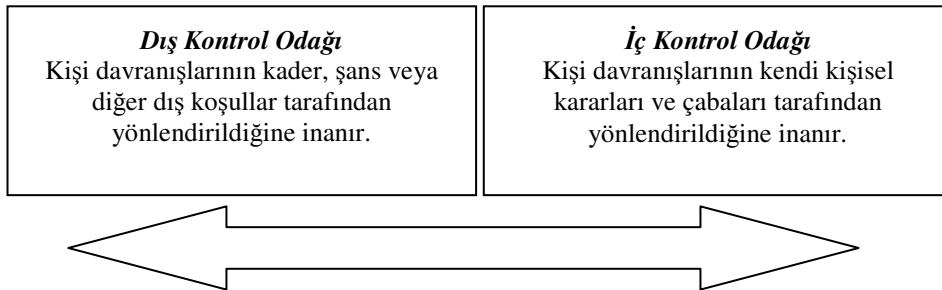 Dış Kontrol Odağı
Kişi davranışlarının kader, şans veya
diğer dış koşullar tarafından
yönlendirildiğine inanır.
İç Kontrol Odağı
Kişi davranışlarının kendi kişisel
kararları ve çabaları tarafından
yönlendirildiğine inanır.